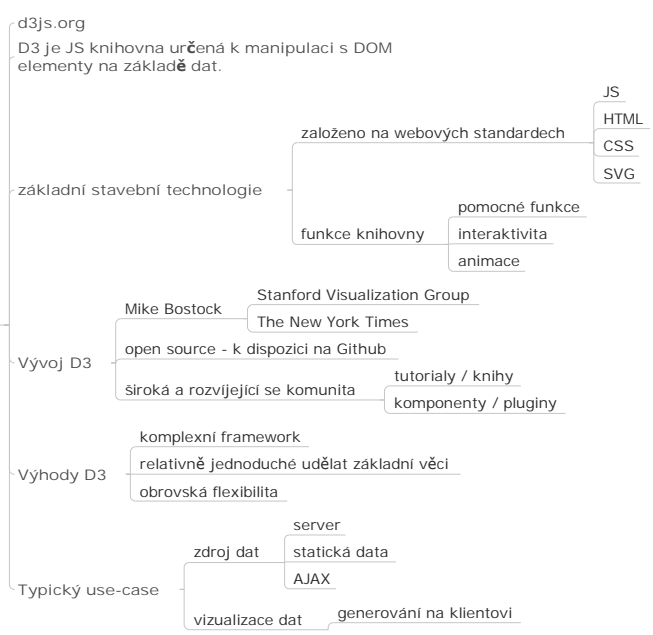 d3js.org
D3 je JS knihovna určená k manipulaci s DOM
elementy na základě dat.
základní stavební technologie
založeno na webových standardech
JS
HTML
CSS
SVG
funkce knihovny
pomocné funkce
interaktivita
animace
Vývoj D3
Mike Bostock
Stanford Visualization Group
The New York Times
open source - k dispozici na Github
široká a rozvíjející se komunita
tutorialy / knihy
komponenty / pluginy
Výhody D3
komplexní framework
relativně jednoduché udělat základní věci
obrovská flexibilita
Typický use-case
zdroj dat
server
statická data
AJAX
vizualizace dat
generování na klientovi